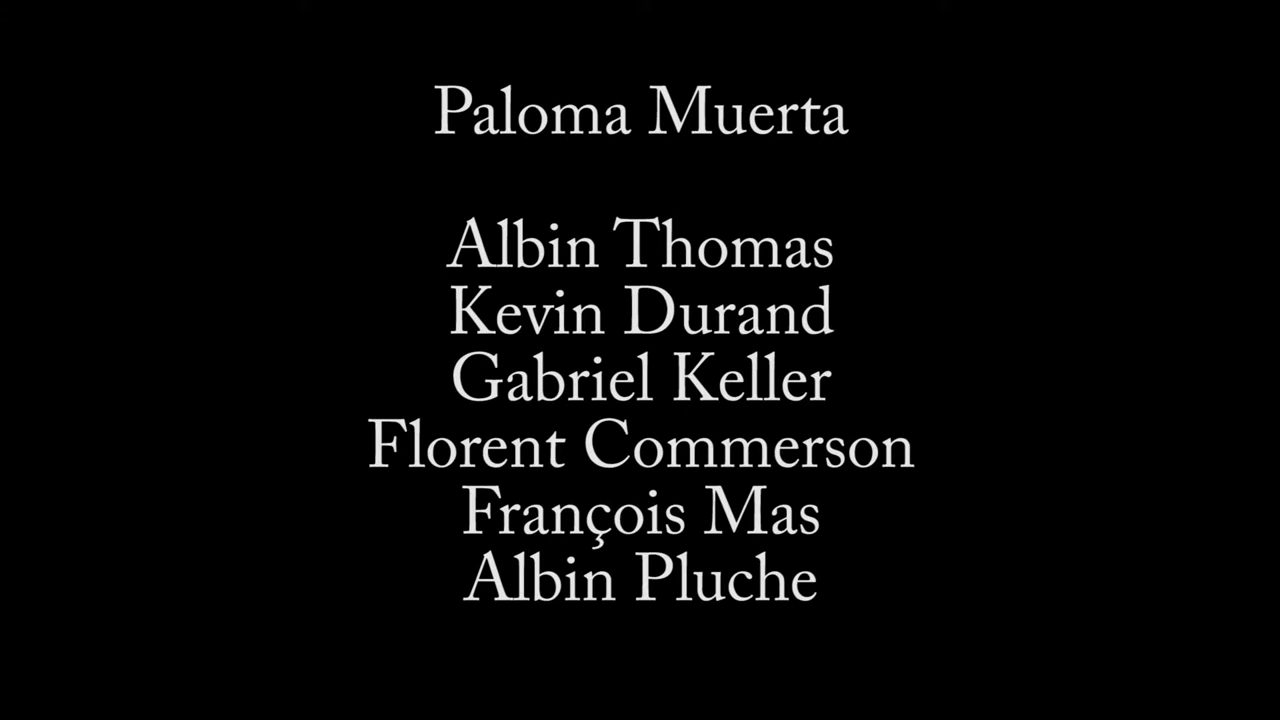 Paloma Muerta
Albin Thomas
Kevin Durand
Gabriel Keller
Florent Commerson
François Mas
Albin Pluche